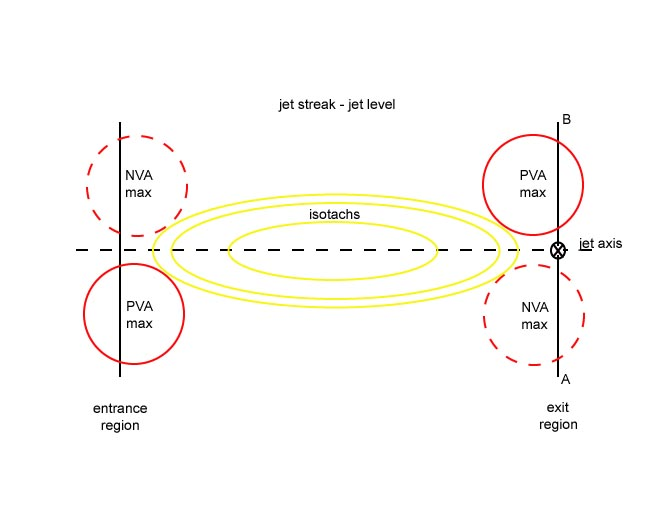 jet streak - jet level
B
NVA
max
PVA
max
isotachs
jet axis
PVA
max
NVA
max
A
entrance
region
exit
region